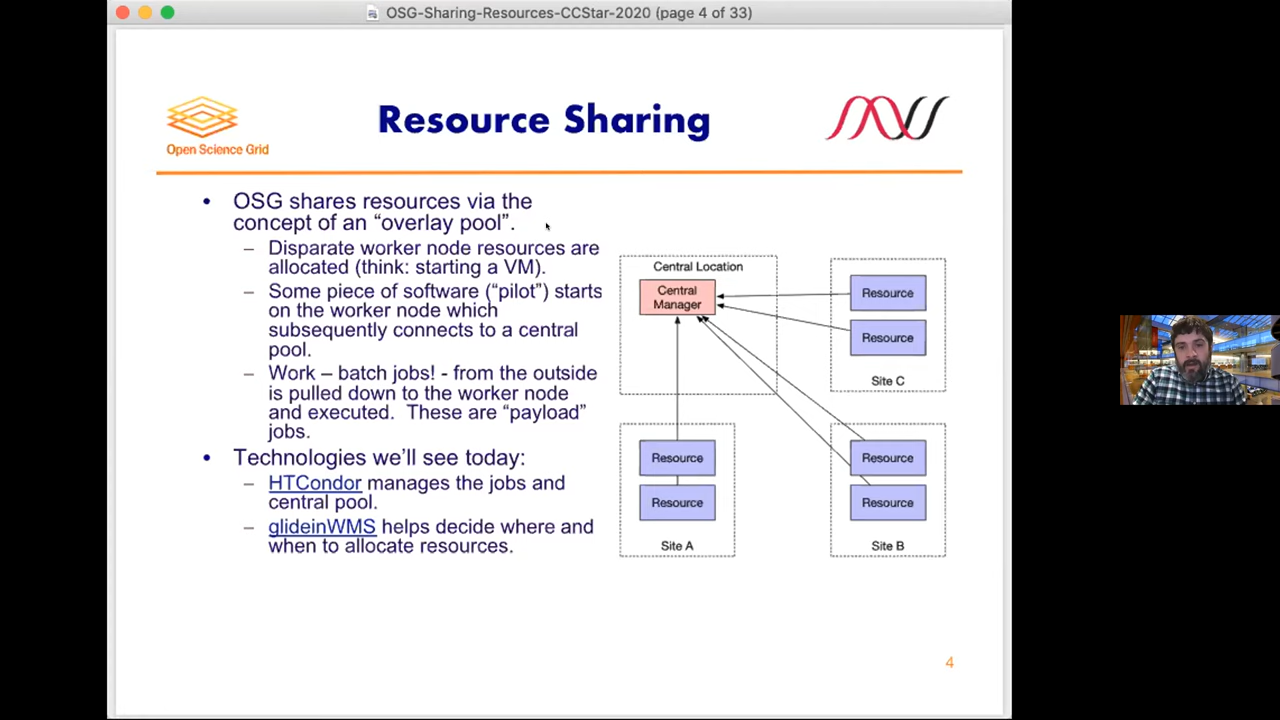 OSG-Sharing-Resources-CCStar-2020 (page 4 of 33)
Open Science Grid
Resource Sharing
• OSG shares resources via the
concept of an “overlay pool”.
– Disparate worker node resources are
allocated (think: starting a VM).
– Some piece of software (“pilot”) starts
on the worker node which
subsequently connects to a central
pool.
– Work – batch jobs! - from the outside
is pulled down to the worker node
and executed. These are “payload”
jobs.
• Technologies we’ll see today:
– HTCondor manages the jobs and
central pool.
– glideinWMS helps decide where and
when to allocate resources.
Central Location
Central
Manager
Resource
Resource
Site C
Resource
Resource
Site A
Resource
Resource
Site B
4